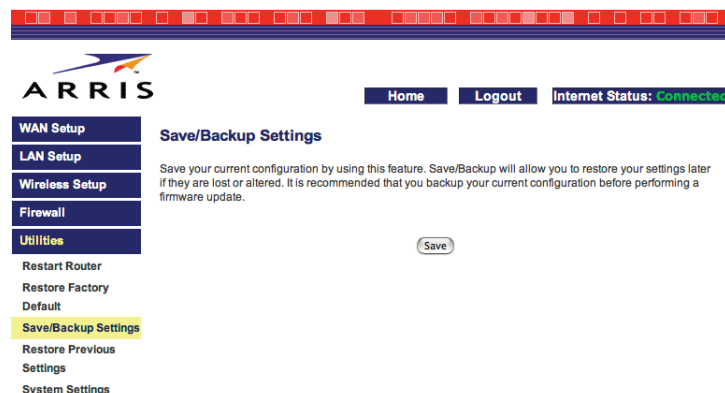 ARRIS
Home Logout Internet Status: Connected
WAN Setup
LAN Setup
Wireless Setup
Firewall
Utilities
Restart Router
Restore Factory
Default
Save/Backup Settings
Restore Previous
Settings
System Settings
Save/Backup Settings
Save your current configuration by using this feature. Save/Backup will allow you to restore your settings later
if they are lost or altered. It is recommended that you backup your current configuration before performing a
firmware update.
Save